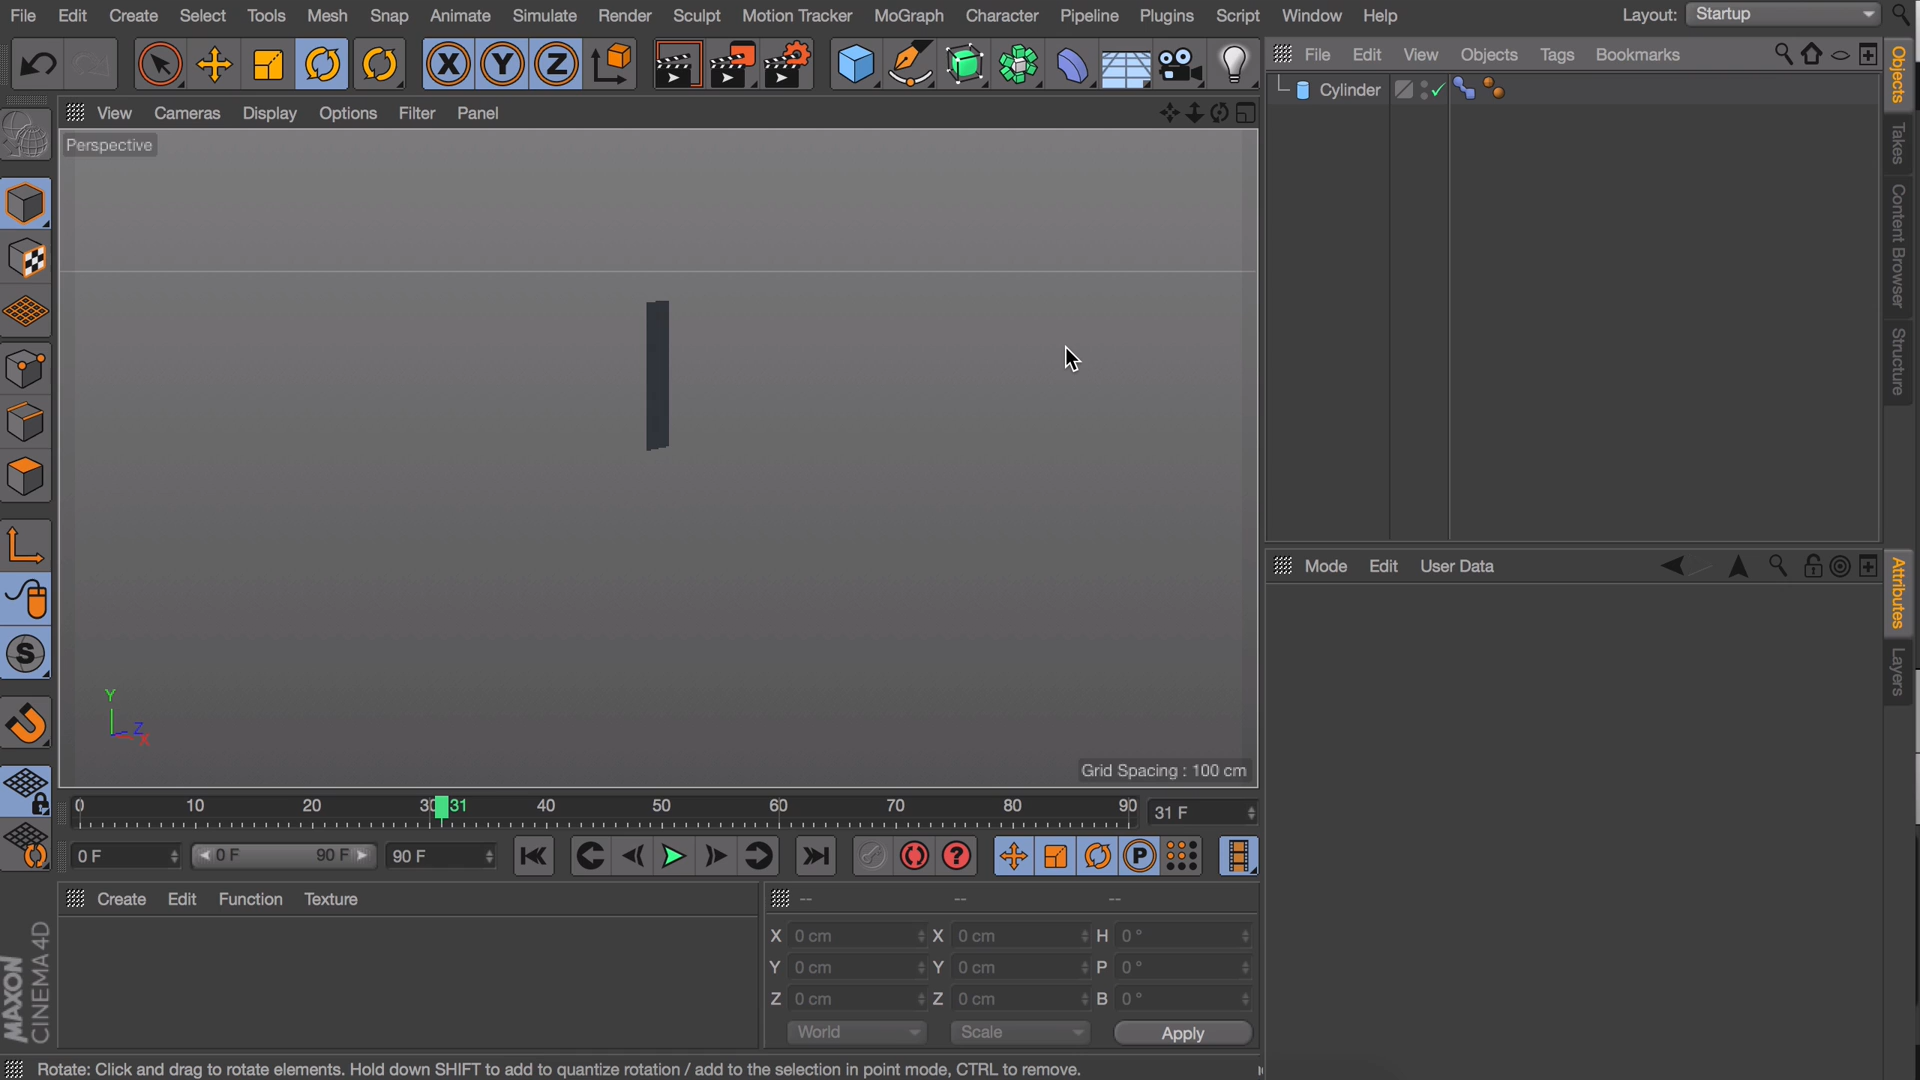 File Edit Create Select Tools Mesh Snap Animate Simulate Render Sculpt Motion Tracker MoGraph Character Pipeline Plugins Script Window Help Layout: Startup
X Y Z
File Edit View Objects Tags Bookmarks
View Cameras Display Options Filter Panel
Cylinder
Perspective
Objects
Takes
Content Browser
Structure
Mode Edit User Data
Attributes
Layers
S
Y
Z
X
Grid Spacing : 100 cm
0 10 20 30 31 40 50 60 70 80 90 31 F
0 F 0 F 90 F 90 F ? P
Create Edit Function Texture
-- -- --
X 0 cm X 0 cm H 0 °
Y 0 cm Y 0 cm P 0 °
Z 0 cm Z 0 cm B 0 °
World Scale Apply
MAXON
CINEMA 4D
Rotate: Click and drag to rotate elements. Hold down SHIFT to add to quantize rotation / add to the selection in point mode, CTRL to remove.